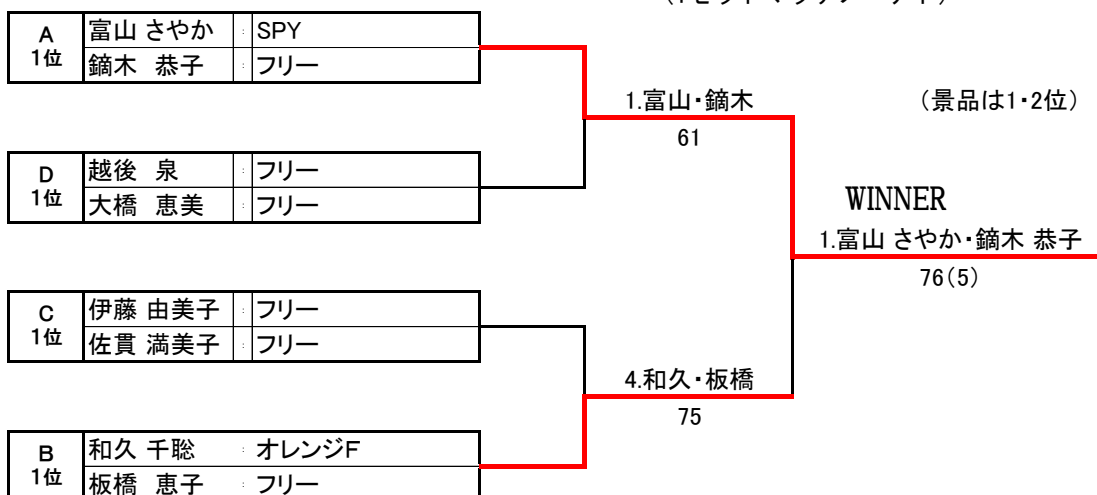 A
1位
富山 さやか : SPY
鏑木 恭子 : フリー
1.富山・鏑木
(景品は1・2位)
61
D
1位
越後 泉 : フリー
大橋 恵美 : フリー
WINNER
1.富山 さやか・鏑木 恭子
76(5)
C
1位
伊藤 由美子 : フリー
佐貫 満美子 : フリー
4.和久・板橋
75
B
1位
和久 千聡 : オレンジF
板橋 恵子 : フリー